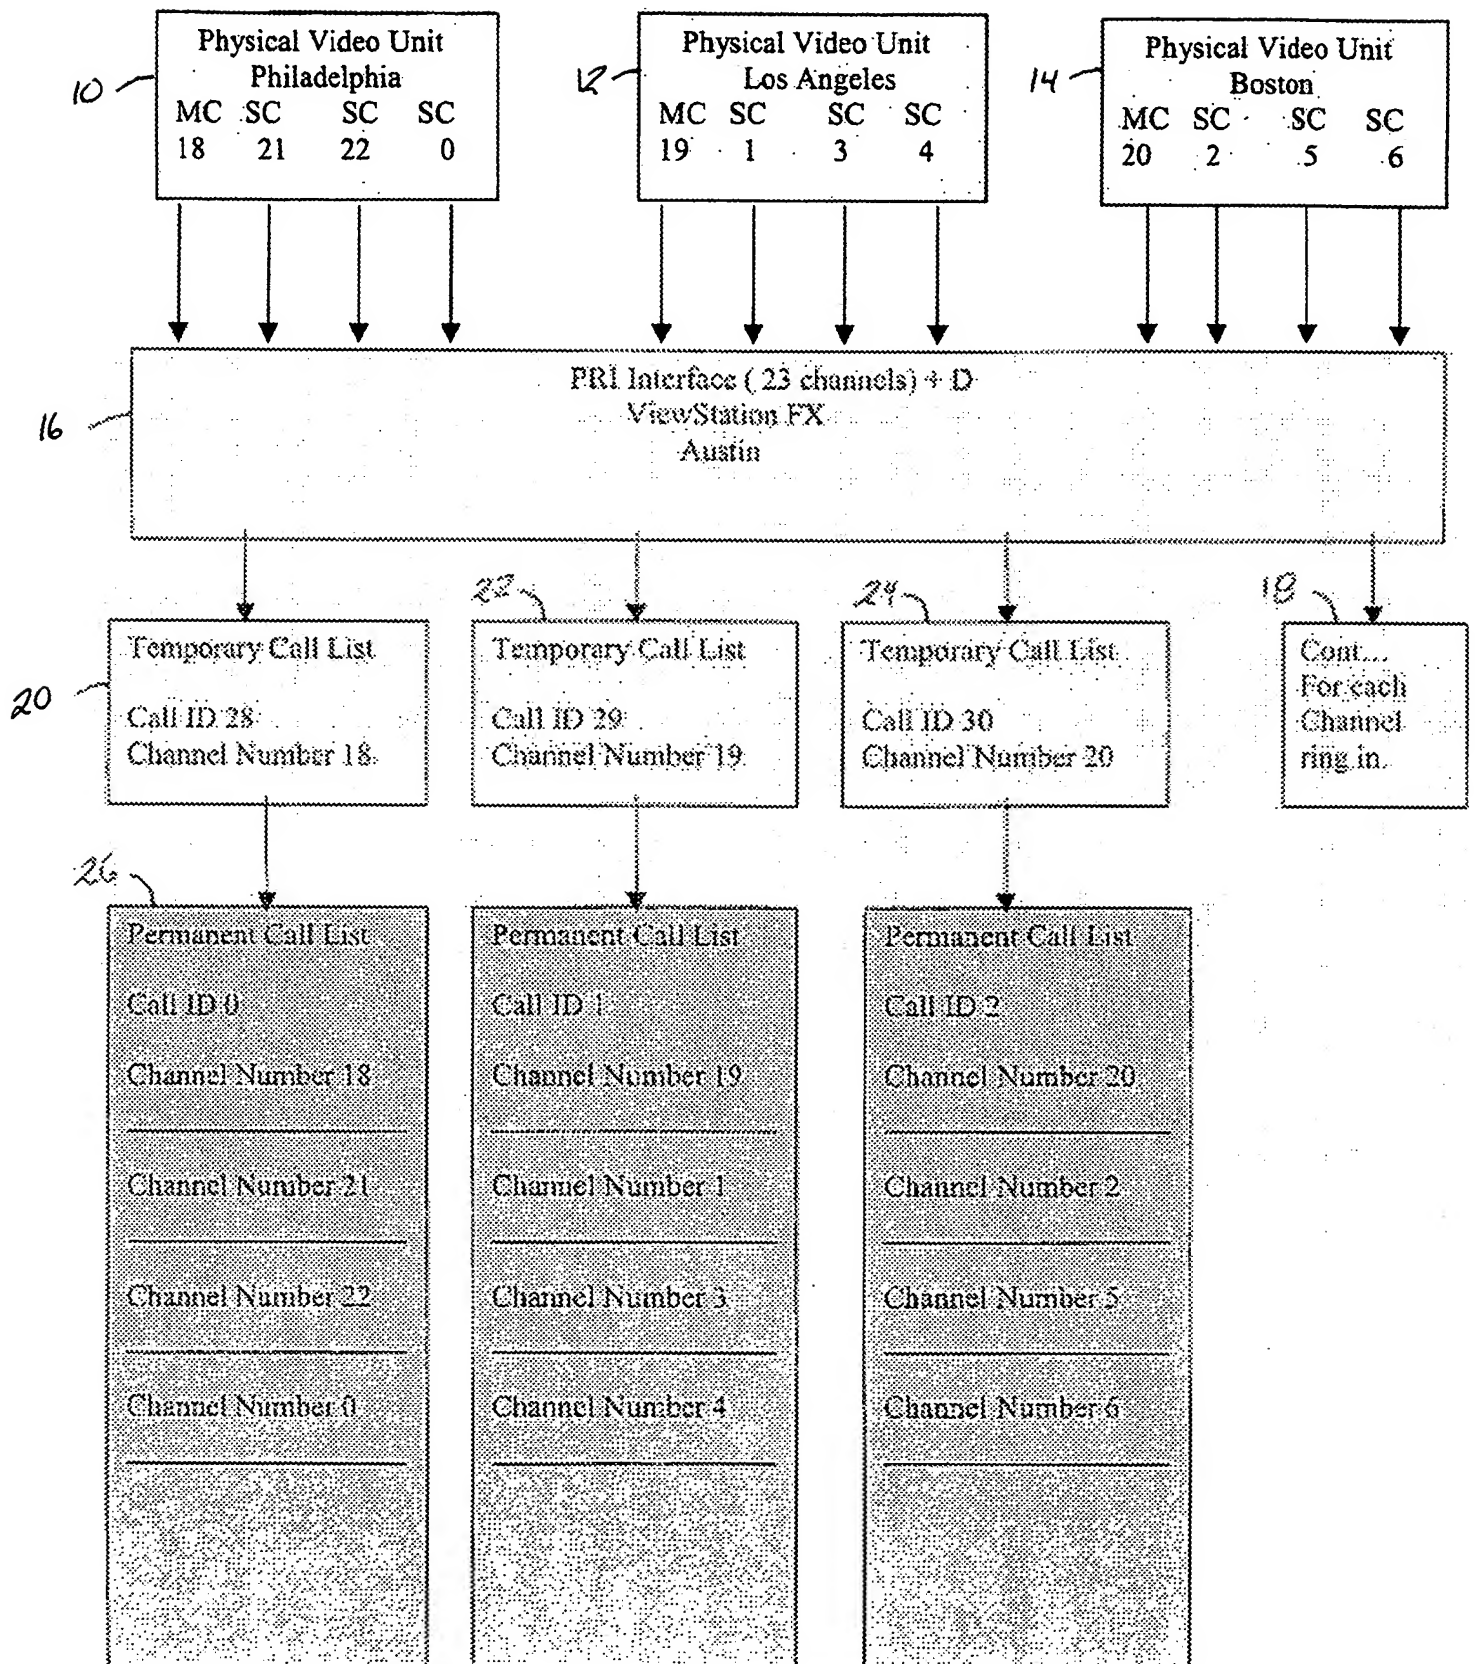 Physical Video Unit
Philadelphia
MC SC SC SC
18 21 22 0
10
Physical Video Unit
Los Angeles
MC SC SC SC
19 1 3 4
12
Physical Video Unit
Boston
MC SC SC SC
20 2 5 6
14
PRI Interface ( 23 channels) + D
ViewStation FX
Austin
16
Temporary Call List
Call ID 28
Channel Number 18
20
22
Temporary Call List
Call ID 29
Channel Number 19
24
Temporary Call List
Call ID 30
Channel Number 20
18
Cont...
For each
Channel
ring in.
26
Permanent Call List
Call ID 0
Channel Number 18
Channel Number 21
Channel Number 22
Channel Number 0
Permanent Call List
Call ID 1
Channel Number 19
Channel Number 1
Channel Number 3
Channel Number 4
Permanent Call List
Call ID 2
Channel Number 20
Channel Number 2
Channel Number 5
Channel Number 6